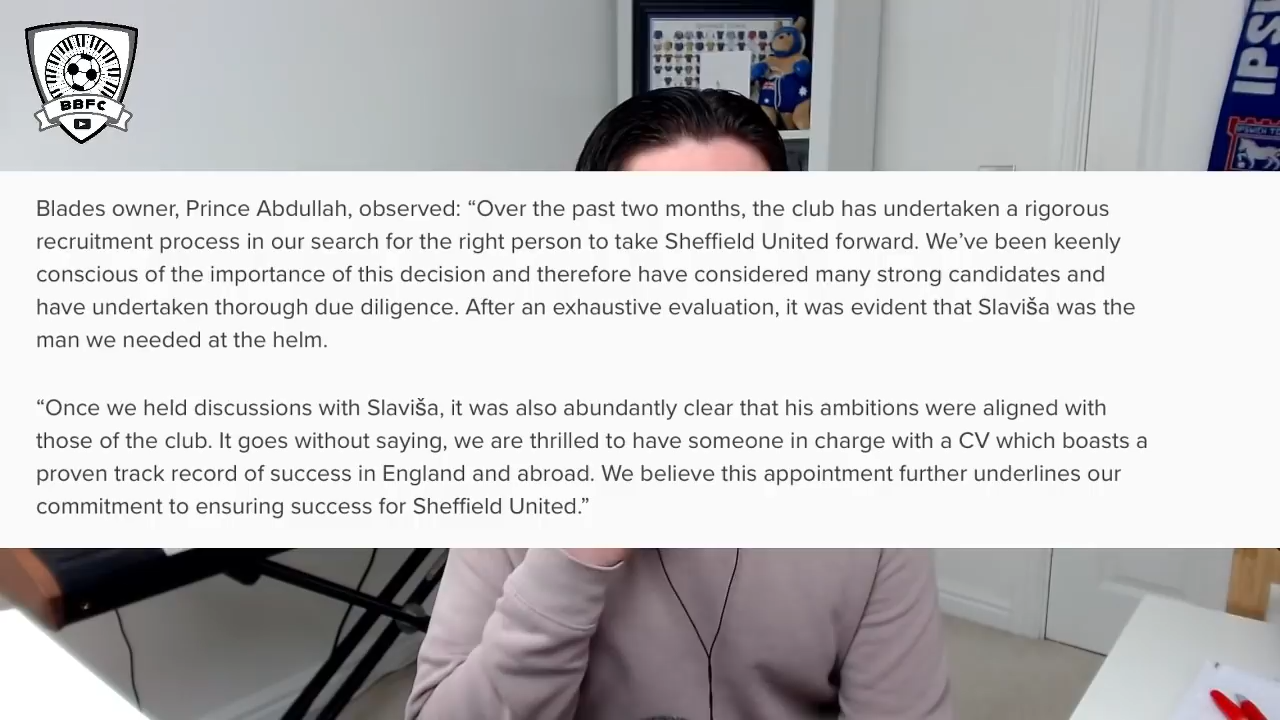 BBFC
IPS
IPSWICH TO
Blades owner, Prince Abdullah, observed: “Over the past two months, the club has undertaken a rigorous
recruitment process in our search for the right person to take Sheffield United forward. We’ve been keenly
conscious of the importance of this decision and therefore have considered many strong candidates and
have undertaken thorough due diligence. After an exhaustive evaluation, it was evident that Slaviša was the
man we needed at the helm.
“Once we held discussions with Slaviša, it was also abundantly clear that his ambitions were aligned with
those of the club. It goes without saying, we are thrilled to have someone in charge with a CV which boasts a
proven track record of success in England and abroad. We believe this appointment further underlines our
commitment to ensuring success for Sheffield United.”